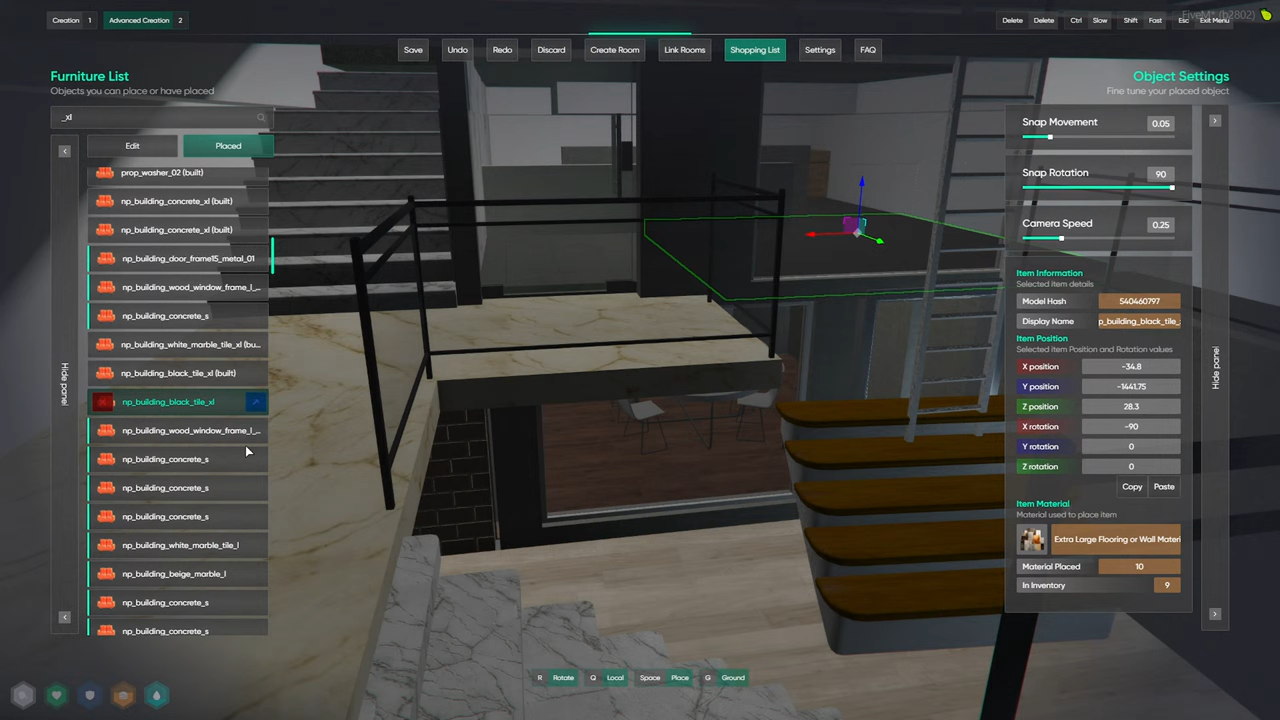 Creation 1 Advanced Creation 2
Delete Delete Ctrl Slow Shift Fast Esc Exit Menu
FiveM* (b2802)
Save Undo Redo Discard Create Room Link Rooms Shopping List Settings FAQ
Furniture List
Objects you can place or have placed
_xl
Edit Placed
prop_washer_02 (built)
np_building_concrete_xl (built)
np_building_concrete_xl (built)
np_building_door_frame15_metal_01
np_building_wood_window_frame_l_...
np_building_concrete_s
np_building_white_marble_tile_xl (bu...
np_building_black_tile_xl (built)
np_building_black_tile_xl
np_building_wood_window_frame_l_...
np_building_concrete_s
np_building_concrete_s
np_building_concrete_s
np_building_white_marble_tile_l
np_building_beige_marble_l
np_building_concrete_s
np_building_concrete_s
Hide panel
R Rotate Q Local Space Place G Ground
Object Settings
Fine tune your placed object
Snap Movement 0.05
Snap Rotation 90
Camera Speed 0.25
Item Information
Selected item details
Model Hash 540460797
Display Name p_building_black_tile_
Item Position
Selected Item Position and Rotation values
X position -34.8
Y position -1441.75
Z position 28.3
X rotation -90
Y rotation 0
Z rotation 0
Copy Paste
Item Material
Material used to place item
Extra Large Flooring or Wall Materi
Material Placed 10
In Inventory 9
Hide panel